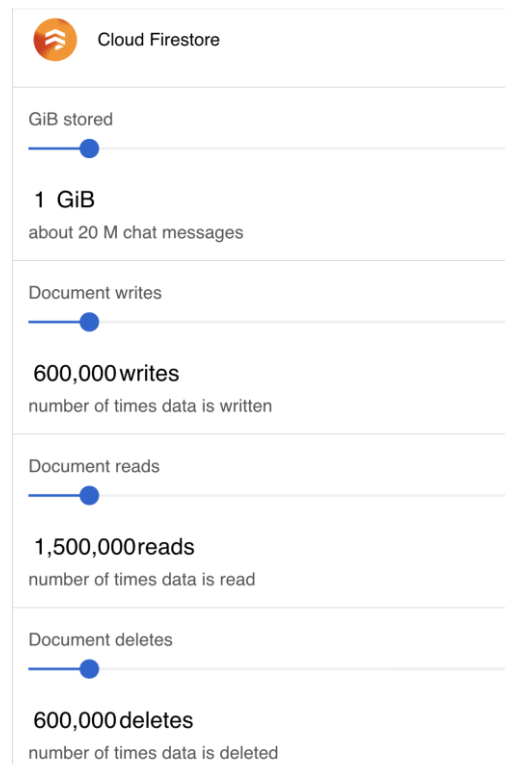 Cloud Firestore
GiB stored
1 GiB
about 20 M chat messages
Document writes
600,000 writes
number of times data is written
Document reads
1,500,000 reads
number of times data is read
Document deletes
600,000 deletes
number of times data is deleted